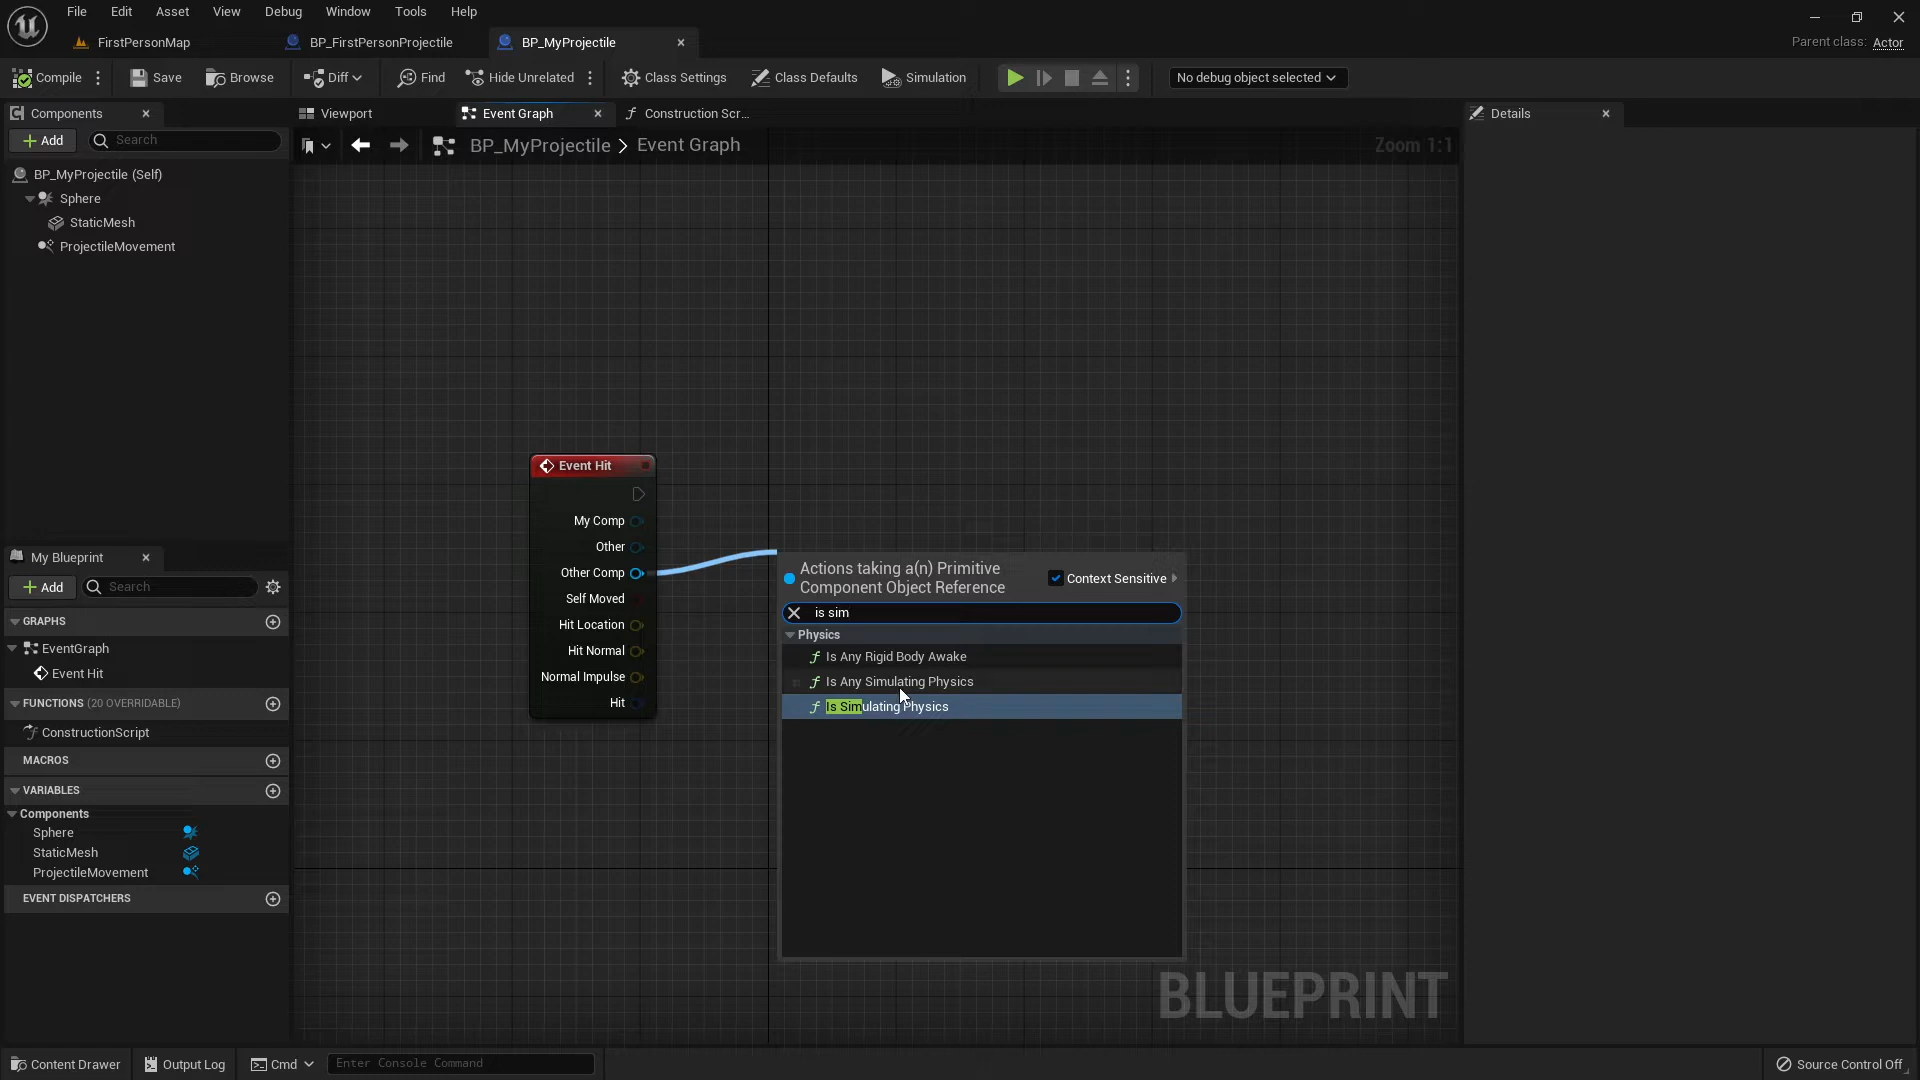 File Edit Asset View Debug Window Tools Help
FirstPersonMap
BP_FirstPersonProjectile
BP_MyProjectile
Parent class: Actor
Compile
Save
Browse
Diff
Find
Hide Unrelated
Class Settings
Class Defaults
Simulation
No debug object selected
Components
Add
Search
BP_MyProjectile (Self)
Sphere
StaticMesh
ProjectileMovement
My Blueprint
Add
Search
GRAPHS
EventGraph
Event Hit
FUNCTIONS (20 OVERRIDABLE)
ConstructionScript
MACROS
VARIABLES
Components
Sphere
StaticMesh
ProjectileMovement
EVENT DISPATCHERS
Viewport
Event Graph
Construction Scr...
BP_MyProjectile > Event Graph
Zoom 1:1
Event Hit
My Comp
Other
Other Comp
Self Moved
Hit Location
Hit Normal
Normal Impulse
Hit
Actions taking a(n) Primitive
Component Object Reference
Context Sensitive
is sim
Physics
Is Any Rigid Body Awake
Is Any Simulating Physics
Is Simulating Physics
BLUEPRINT
Details
Content Drawer
Output Log
Cmd
Enter Console Command
Source Control Off